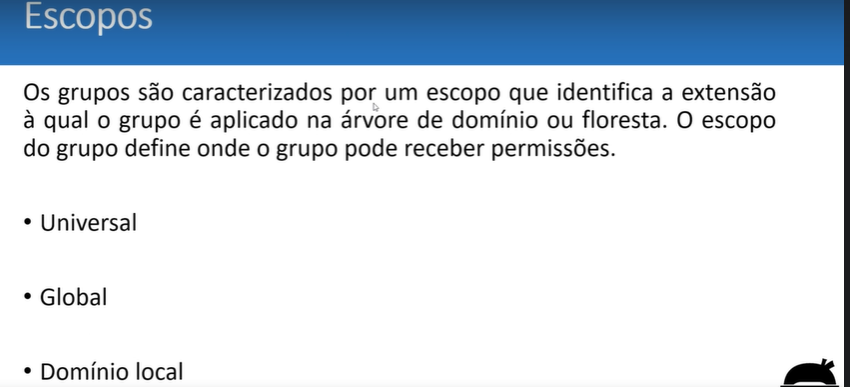 Escopos
Os grupos são caracterizados por um escopo que identifica a extensão
à qual o grupo é aplicado na árvore de domínio ou floresta. O escopo
do grupo define onde o grupo pode receber permissões.
• Universal
• Global
• Domínio local